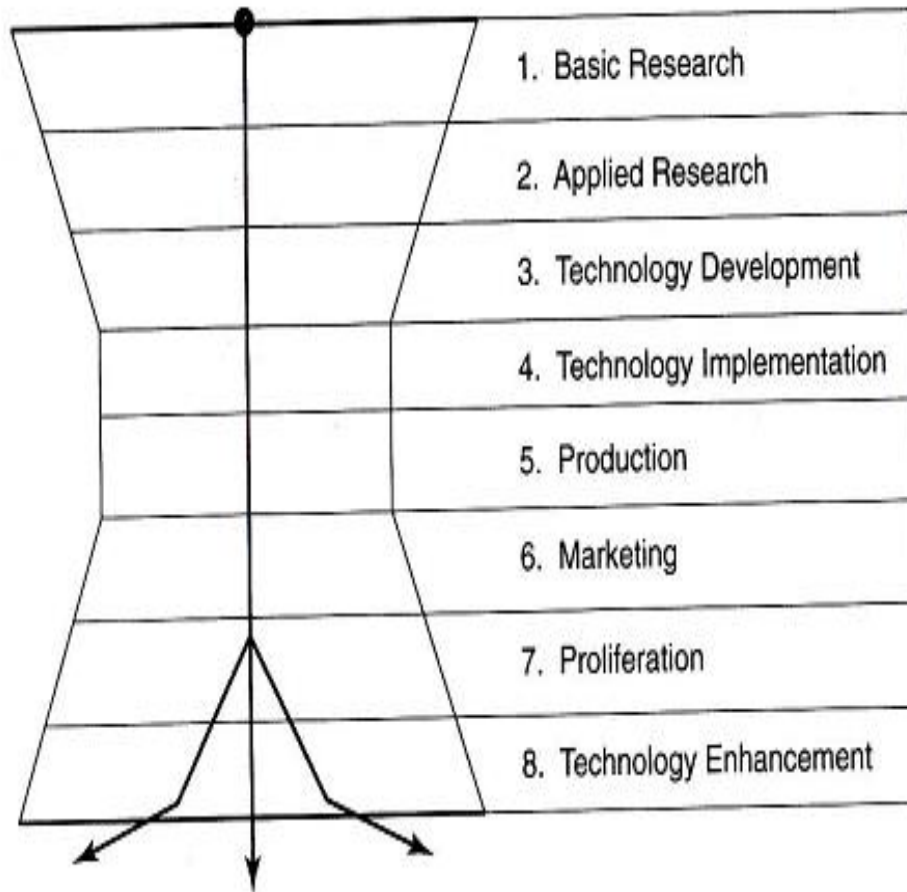 1. Basic Research
2. Applied Research
3. Technology Development
4. Technology Implementation
5. Production
6. Marketing
7. Proliferation
8. Technology Enhancement